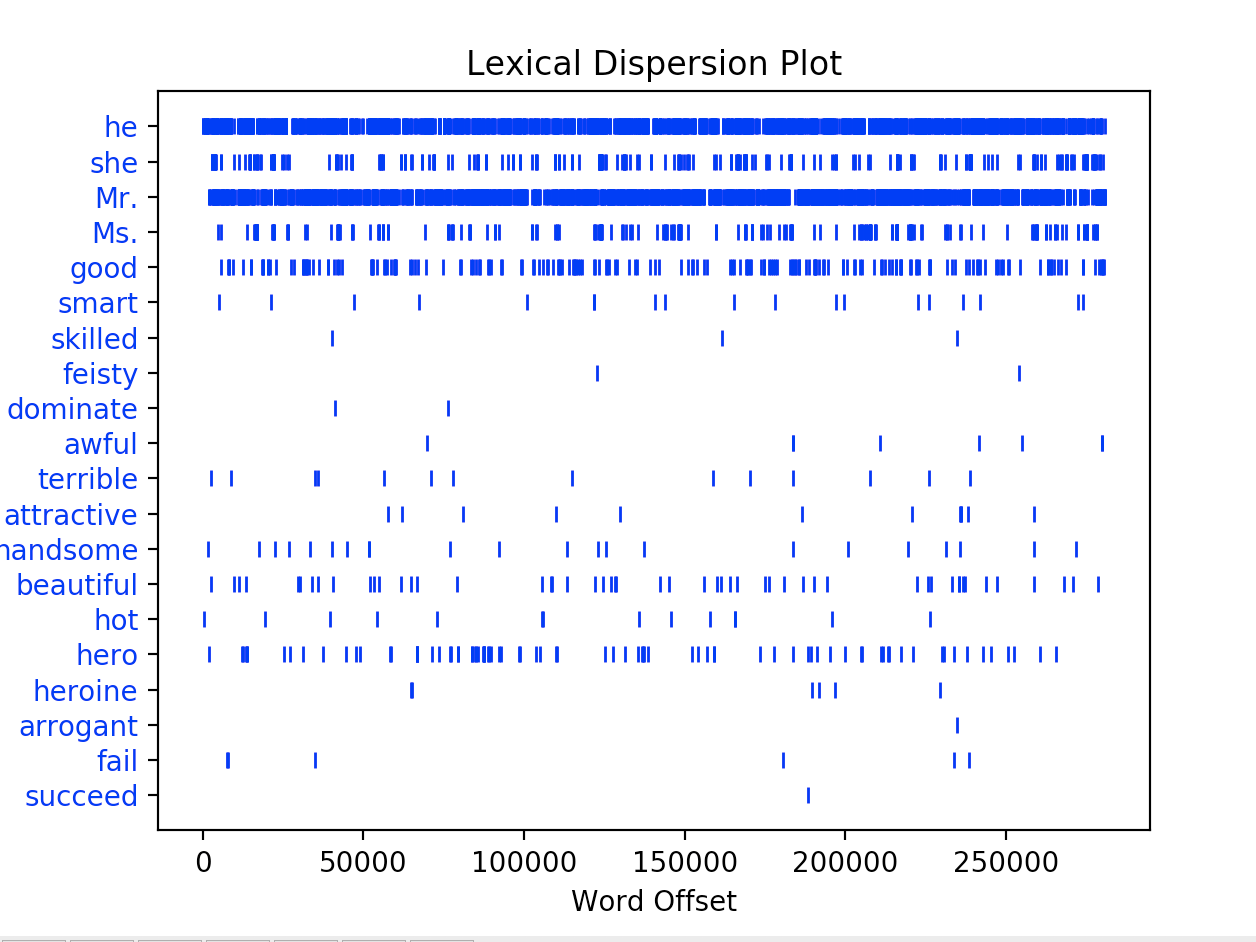 Lexical Dispersion Plot
he
she
Mr.
Ms.
good
smart
skilled
feisty
dominate
awful
terrible
attractive
handsome
beautiful
hot
hero
heroine
arrogant
fail
succeed
0 50000 100000 150000 200000 250000
Word Offset